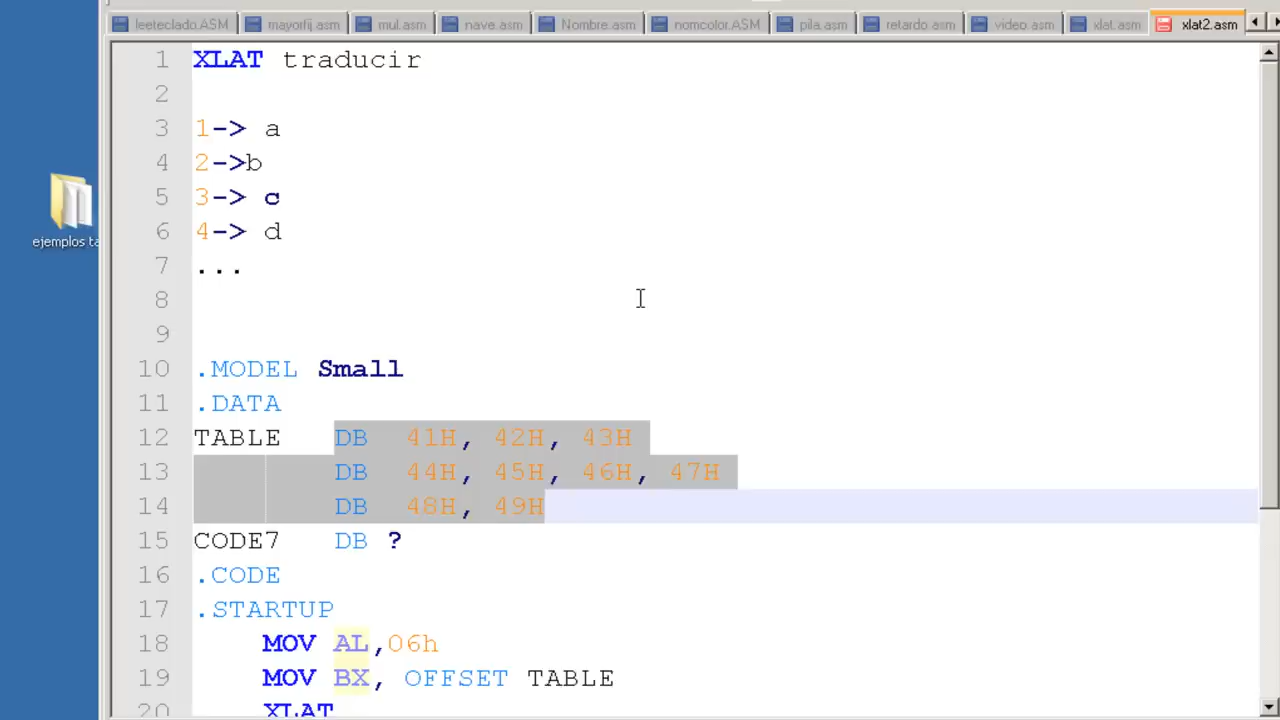 leeteclado.ASM mayorfij.asm mul.asm nave.asm Nombre.asm nomcolor.ASM pila.asm retardo.asm video.asm xlat.asm xlat2.asm
1 XLAT traducir
2
3 1-> a
4 2->b
5 3-> c
6 4-> d
7 ...
8
9
10 .MODEL Small
11 .DATA
12 TABLE DB 41H, 42H, 43H
13 DB 44H, 45H, 46H, 47H
14 DB 48H, 49H
15 CODE7 DB ?
16 .CODE
17 .STARTUP
18 MOV AL,06h
19 MOV BX, OFFSET TABLE
20 XLAT
ejemplos ta